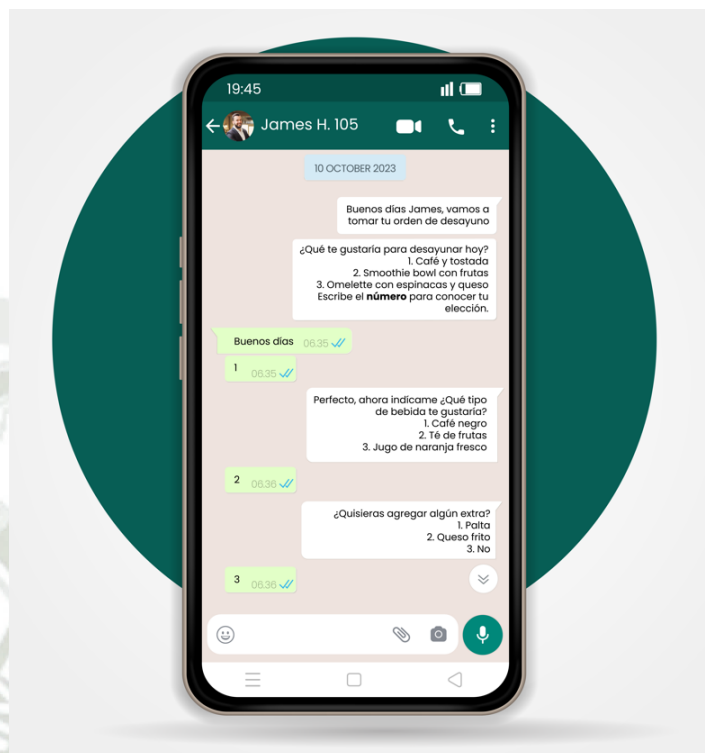 19:45
James H. 105
10 OCTOBER 2023
Buenos días James, vamos a
tomar tu orden de desayuno
¿Qué te gustaría para desayunar hoy?
1. Café y tostada
2. Smoothie bowl con frutas
3. Omelette con espinacas y queso
Escribe el número para conocer tu
elección.
Buenos días 06.35
1 06.35
Perfecto, ahora indícame ¿Qué tipo
de bebida te gustaría?
1. Café negro
2. Té de frutas
3. Jugo de naranja fresco
2 06.36
¿Quisieras agregar algún extra?
1. Palta
2. Queso frito
3. No
3 06.36